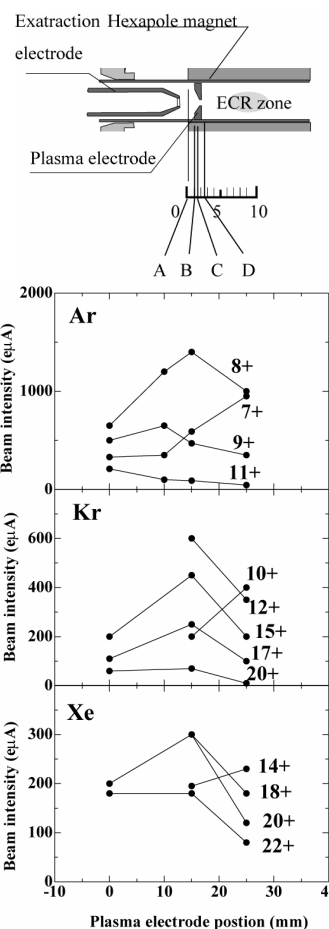 Exatraction Hexapole magnet
electrode
ECR zone
Plasma electrode
0 5 10
A B C D
2000
Ar
8+
1000
7+
9+
11+
0
Beam intensity (eµA)
Kr
600
10+
400
12+
15+
200
17+
20+
0
Beam intensity (eµA)
Xe
300
14+
200
18+
20+
100
22+
0
Beam intensity (eµA)
-10 0 10 20 30 4
Plasma electrode postion (mm)